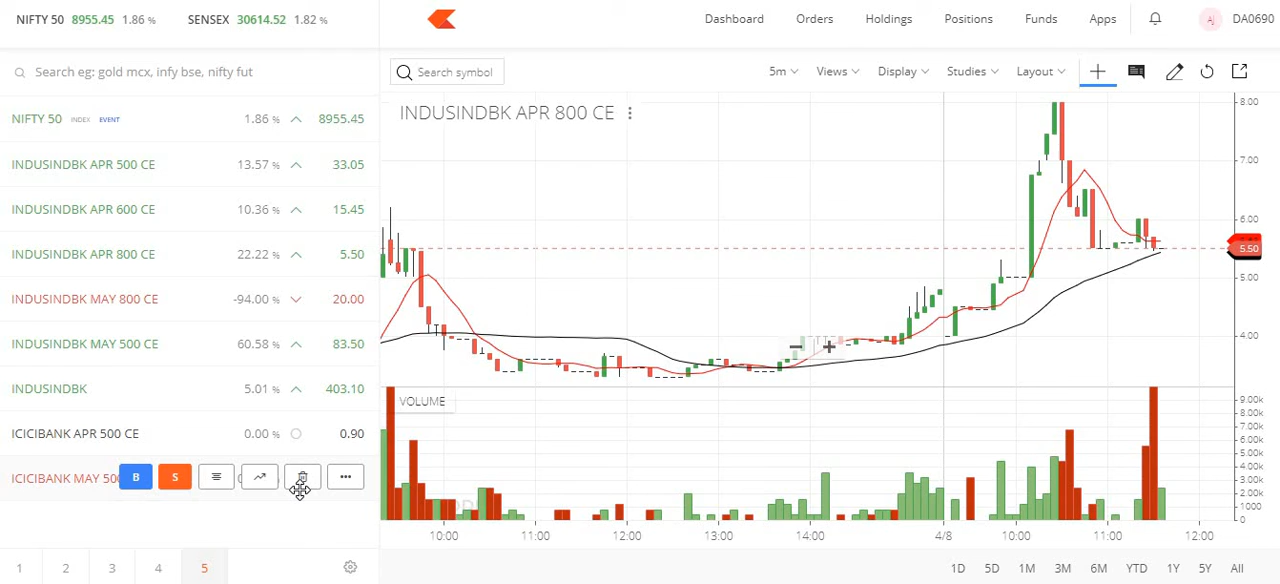 NIFTY 50 8955.45 1.86 % SENSEX 30614.52 1.82 %
Dashboard Orders Holdings Positions Funds Apps AJ DA0690
Search eg: gold mcx, infy bse, nifty fut
Search symbol 5m Views Display Studies Layout
NIFTY 50 INDEX EVENT 1.86 % 8955.45
INDUSINDBK APR 500 CE 13.57 % 33.05
INDUSINDBK APR 600 CE 10.36 % 15.45
INDUSINDBK APR 800 CE 22.22 % 5.50
INDUSINDBK MAY 800 CE -94.00 % 20.00
INDUSINDBK MAY 500 CE 60.58 % 83.50
INDUSINDBK 5.01 % 403.10
ICICIBANK APR 500 CE 0.00 % 0.90
ICICIBANK MAY 500 B S
1 2 3 4 5
INDUSINDBK APR 800 CE
8.00
7.00
6.00
5.50
5.00
4.00
VOLUME
9.00k
8.00k
7.00k
6.00k
5.00k
4.00k
3.00k
2.00k
1000
0
10:00 11:00 12:00 13:00 14:00 4/8 10:00 11:00 12:00
1D 5D 1M 3M 6M YTD 1Y 5Y All